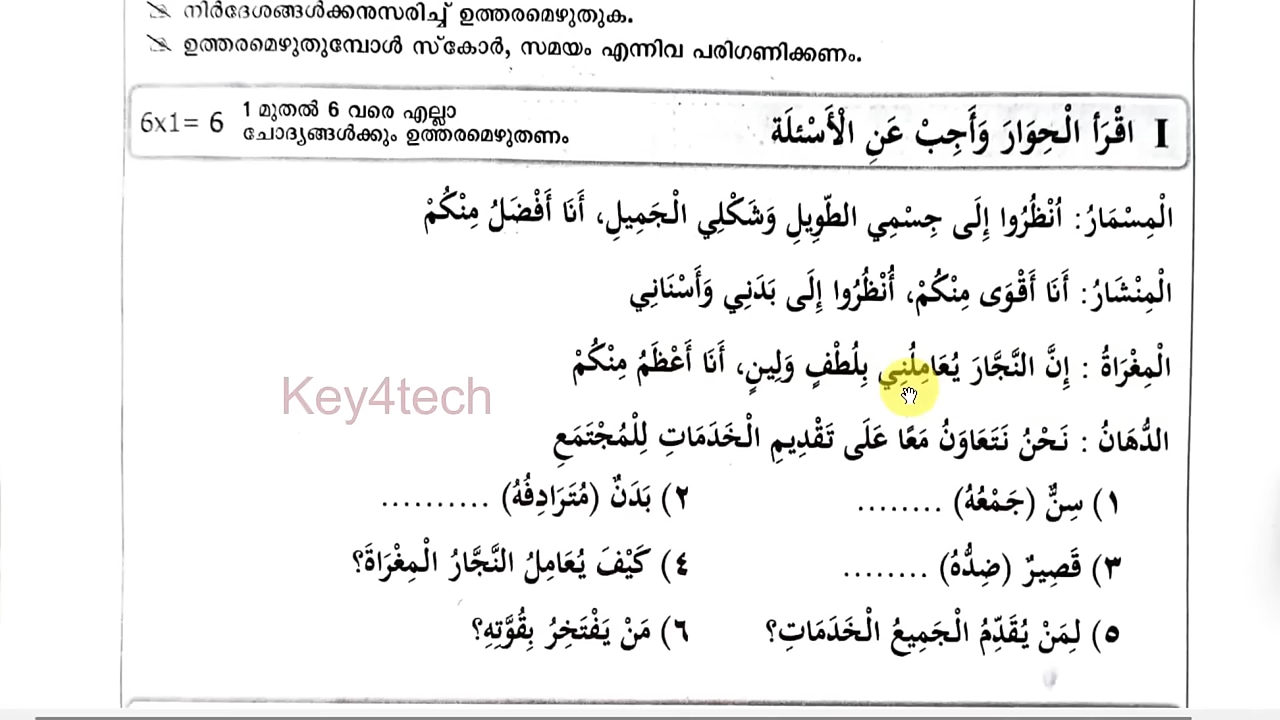 നിർദേശങ്ങൾക്കനുസരിച്ച് ഉത്തരമെഴുതുക.
ഉത്തരമെഴുതുമ്പോൾ സ്കോർ, സമയം എന്നിവ പരിഗണിക്കണം.
I اقْرَأ الْحِوَارَ وَأَجِبْ عَنِ الْأَسْئلَة
1 മുതൽ 6 വരെ എല്ലാ
ചോദ്യങ്ങൾക്കും ഉത്തരമെഴുതണം
6x1= 6
الْمِسْمَارُ: اُنْظُرُوا إِلَى جِسْمِي الطّوِيلِ وَشَكْلِي الْجَمِيلِ، أَنَا أَفْضَلُ مِنْكُمْ
الْمِنْشَارُ: أَنَا أَقْوَى مِنْكُمْ، أُنْظُرُوا إِلَى بَدَنِي وَأَسْنَانِي
الْمِغْرَاةُ : إِنَّ النَّجَّارَ يُعَامِلُنِي بِلُطْفٍ وَلِينٍ، أَنَا أَعْظَمُ مِنْكُمْ
Key4tech
الدُّهَانُ : نَحْنُ نَتَعَاوَنُ مَعًا عَلَى تَقْدِيمِ الْخَدَمَاتِ لِلْمُجْتَمَعِ
١) سِنٌّ (جَمْعُهُ) ........ ٢) بَدَنٌ (مُتَرَادِفُهُ) ..........
٣) قَصِيرٌ (ضِدُّهُ) ........ ٤) كَيْفَ يُعَامِلُ النَّجَّارُ الْمِغْرَاةَ؟
٥) لِمَنْ يُقَدِّمُ الْجَمِيعُ الْخَدَمَاتِ؟ ٦) مَنْ يَفْتَخِرُ بِقُوَّتِهِ؟